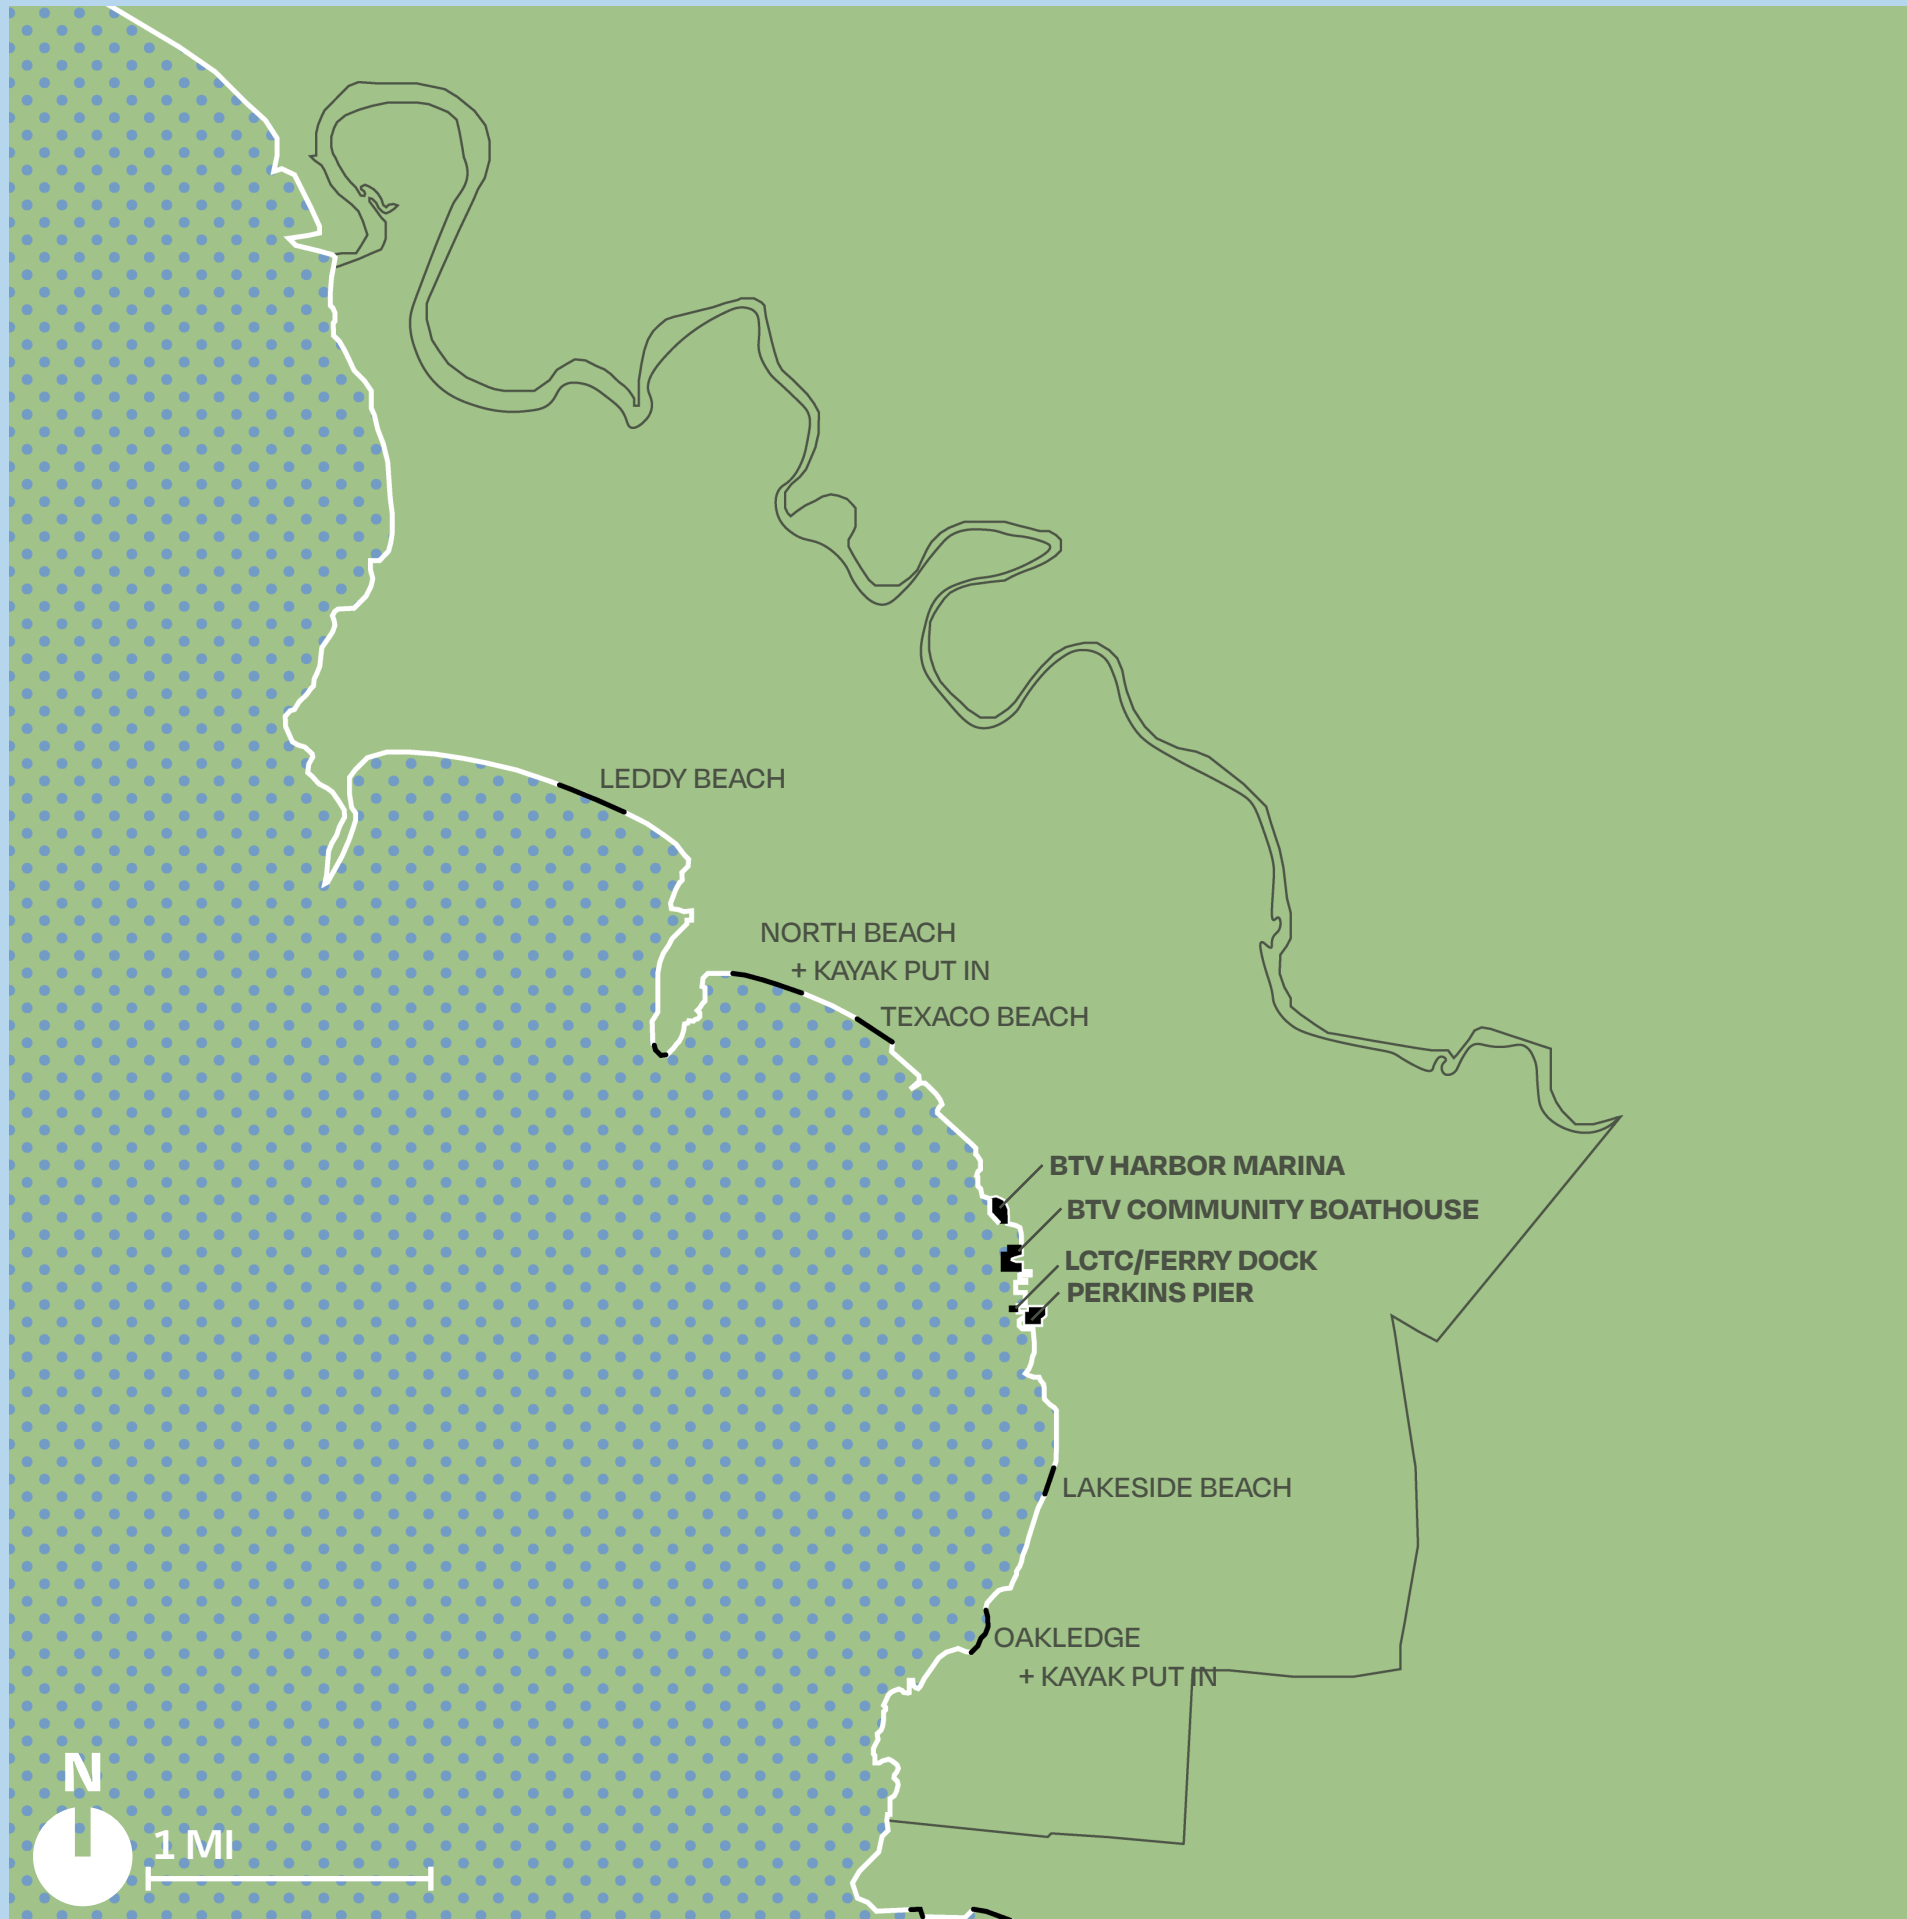 LEDDY BEACH
NORTH BEACH
+ KAYAK PUT IN
TEXACO BEACH
BTV HARBOR MARINA
BTV COMMUNITY BOATHOUSE
LCTC/FERRY DOCK
PERKINS PIER
LAKESIDE BEACH
OAKLEDGE
+ KAYAK PUT IN
N
1 MI